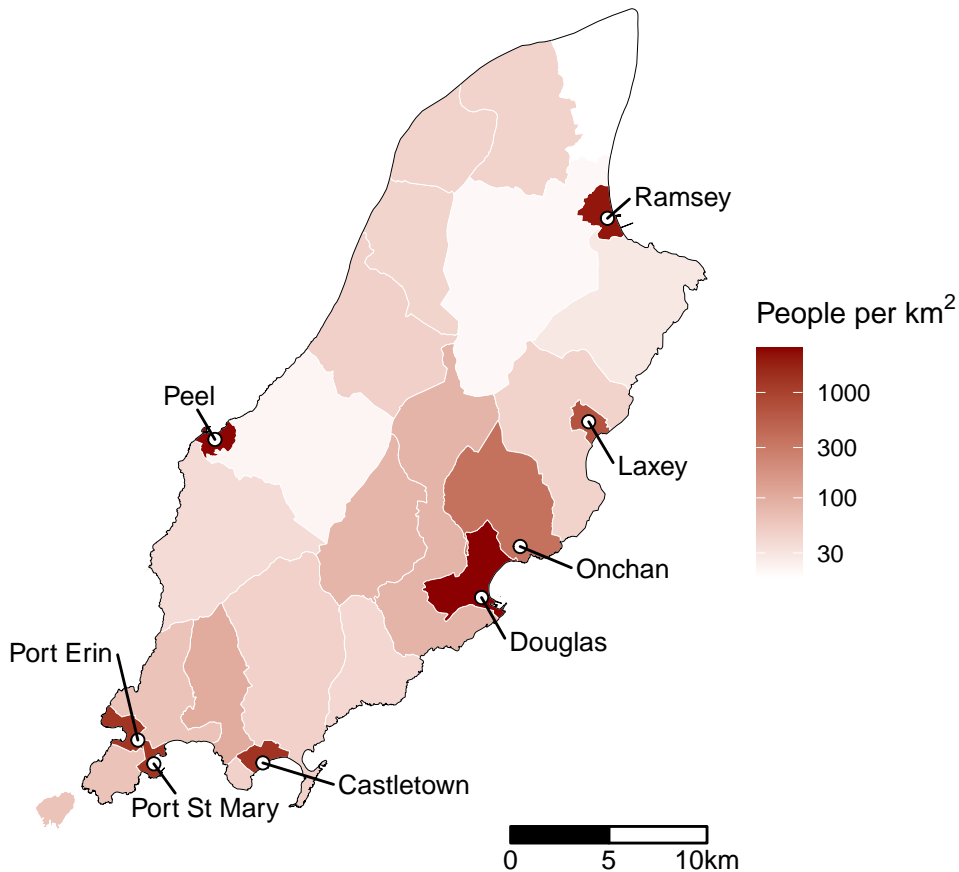 Ramsey
People per km²
Peel
1000
300
Laxey
100
30
Onchan
Douglas
Port Erin
Castletown
Port St Mary
0 5 10km